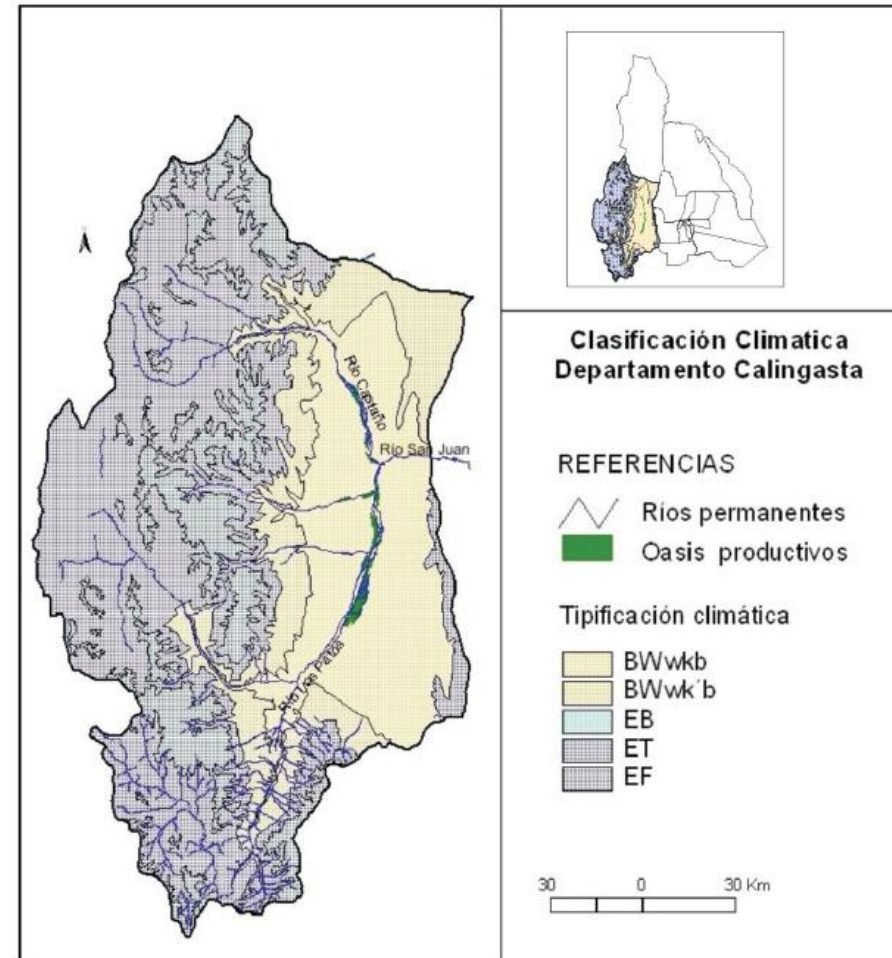 Río Castaño
Río San Juan
Río Los Patos
Clasificación Climatica
Departamento Calingasta
REFERENCIAS
Ríos permanentes
Oasis productivos
Tipificación climática
BWwkb
BWwk´b
EB
ET
EF
30 0 30 Km